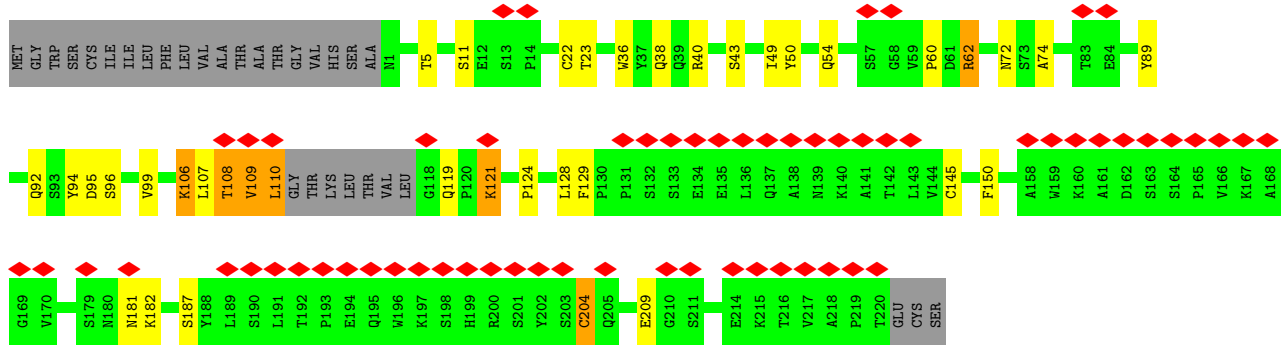 MET GLY TRP SER CYS ILE ILE LEU PHE LEU VAL ALA THR ALA THR GLY VAL HIS SER ALA N1 T5 S11 E12 S13 P14 C22 T23 W36 Y37 Q38 Q39 R40 S43 I49 Y50 Q54 S57 G58 V59 P60 D61 R62 N72 S73 A74 T83 E84 Y89
Q92 S93 Y94 D95 S96 V99 K106 L107 T108 V109 L110 GLY THR LYS LEU THR VAL LEU G118 Q119 P120 K121 P124 L128 F129 P130 P131 S132 S133 E134 E135 L136 Q137 A138 N139 K140 A141 T142 L143 V144 C145 F150 A158 W159 K160 A161 D162 S163 S164 P165 V166 K167 A168
G169 V170 S179 N180 N181 K182 S187 Y188 L189 S190 L191 T192 P193 E194 Q195 W196 K197 S198 H199 R200 S201 Y202 S203 C204 Q205 E209 G210 S211 E214 K215 T216 V217 A218 P219 T220 GLU CYS SER